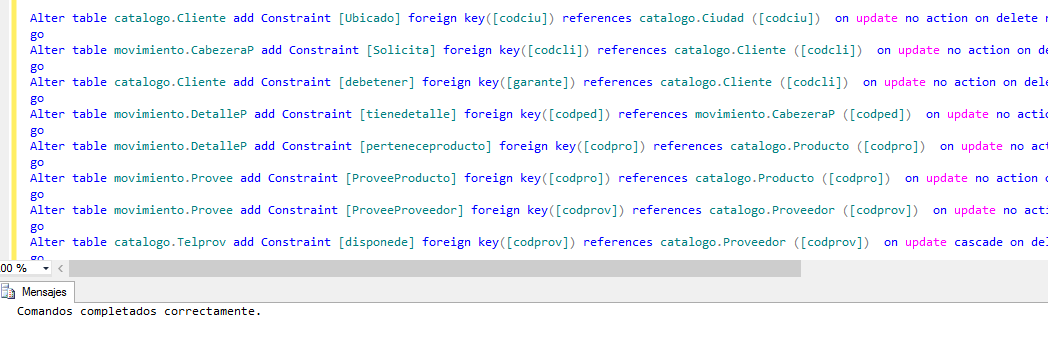 Alter table catalogo.Cliente add Constraint [Ubicado] foreign key([codciu]) references catalogo.Ciudad ([codciu])  on update no action on delete
go
Alter table movimiento.CabezeraP add Constraint [Solicita] foreign key([codcli]) references catalogo.Cliente ([codcli])  on update no action on
go
Alter table catalogo.Cliente add Constraint [debetener] foreign key([garante]) references catalogo.Cliente ([codcli])  on update no action on
go
Alter table movimiento.DetalleP add Constraint [tienedetalle] foreign key([codped]) references movimiento.CabezeraP ([codped])  on update no
go
Alter table movimiento.DetalleP add Constraint [perteneceproducto] foreign key([codpro]) references catalogo.Producto ([codpro])  on update no
go
Alter table movimiento.Provee add Constraint [ProveeProducto] foreign key([codpro]) references catalogo.Producto ([codpro])  on update no action
go
Alter table movimiento.Provee add Constraint [ProveeProveedor] foreign key([codprov]) references catalogo.Proveedor ([codprov])  on update no
go
Alter table catalogo.Telprov add Constraint [disponede] foreign key([codprov]) references catalogo.Proveedor ([codprov])  on update cascade on
go
00 %
Mensajes
Comandos completados correctamente.